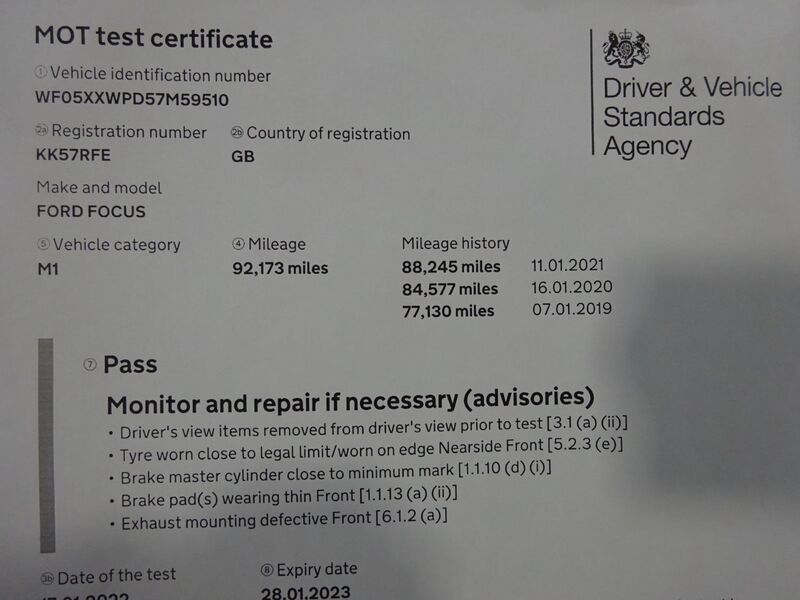 MOT test certificate
① Vehicle identification number
WF05XXWPD57M59510
2a Registration number 2b Country of registration
KK57RFE GB
Make and model
FORD FOCUS
⑤ Vehicle category ④ Mileage Mileage history
M1 92,173 miles 88,245 miles 11.01.2021
84,577 miles 16.01.2020
77,130 miles 07.01.2019
Driver & Vehicle
Standards
Agency
⑦ Pass
Monitor and repair if necessary (advisories)
• Driver's view items removed from driver's view prior to test [3.1 (a) (ii)]
• Tyre worn close to legal limit/worn on edge Nearside Front [5.2.3 (e)]
• Brake master cylinder close to minimum mark [1.1.10 (d) (i)]
• Brake pad(s) wearing thin Front [1.1.13 (a) (ii)]
• Exhaust mounting defective Front [6.1.2 (a)]
3b Date of the test ⑧ Expiry date
28.01.2023